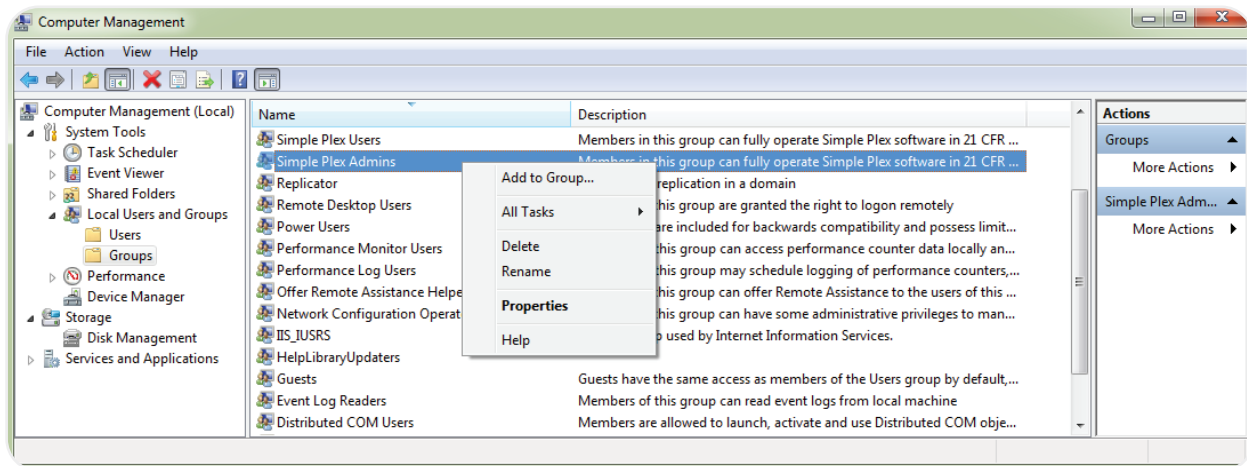 Computer Management
File Action View Help
Computer Management (Local)
System Tools
Task Scheduler
Event Viewer
Shared Folders
Local Users and Groups
Users
Groups
Performance
Device Manager
Storage
Disk Management
Services and Applications
Name Description
Simple Plex Users Members in this group can fully operate Simple Plex software in 21 CFR ...
Simple Plex Admins Members in this group can fully operate Simple Plex software in 21 CFR ...
Replicator replication in a domain
Remote Desktop Users this group are granted the right to logon remotely
Power Users are included for backwards compatibility and possess limit...
Performance Monitor Users this group can access performance counter data locally an...
Performance Log Users this group may schedule logging of performance counters,...
Offer Remote Assistance Helpe this group can offer Remote Assistance to the users of this ...
Network Configuration Operat this group can have some administrative privileges to man...
IIS_IUSRS used by Internet Information Services.
HelpLibraryUpdaters
Guests Guests have the same access as members of the Users group by default,...
Event Log Readers Members of this group can read event logs from local machine
Distributed COM Users Members are allowed to launch, activate and use Distributed COM obje...
Add to Group...
All Tasks
Delete
Rename
Properties
Help
Actions
Groups
More Actions
Simple Plex Adm...
More Actions